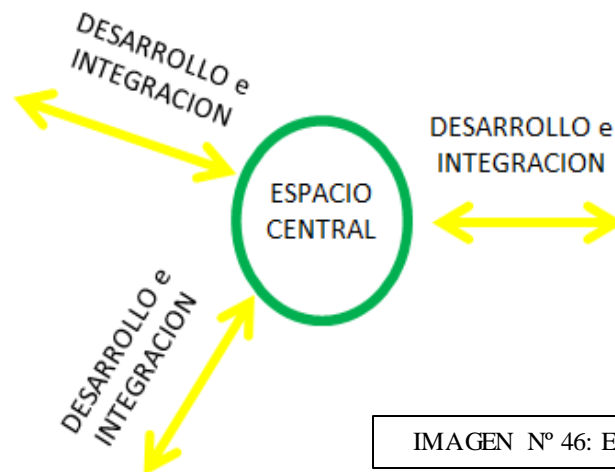 DESARROLLO e
INTEGRACION
DESARROLLO e
INTEGRACION
ESPACIO
CENTRAL
DESARROLLO e
INTEGRACION
IMAGEN Nº 46: E